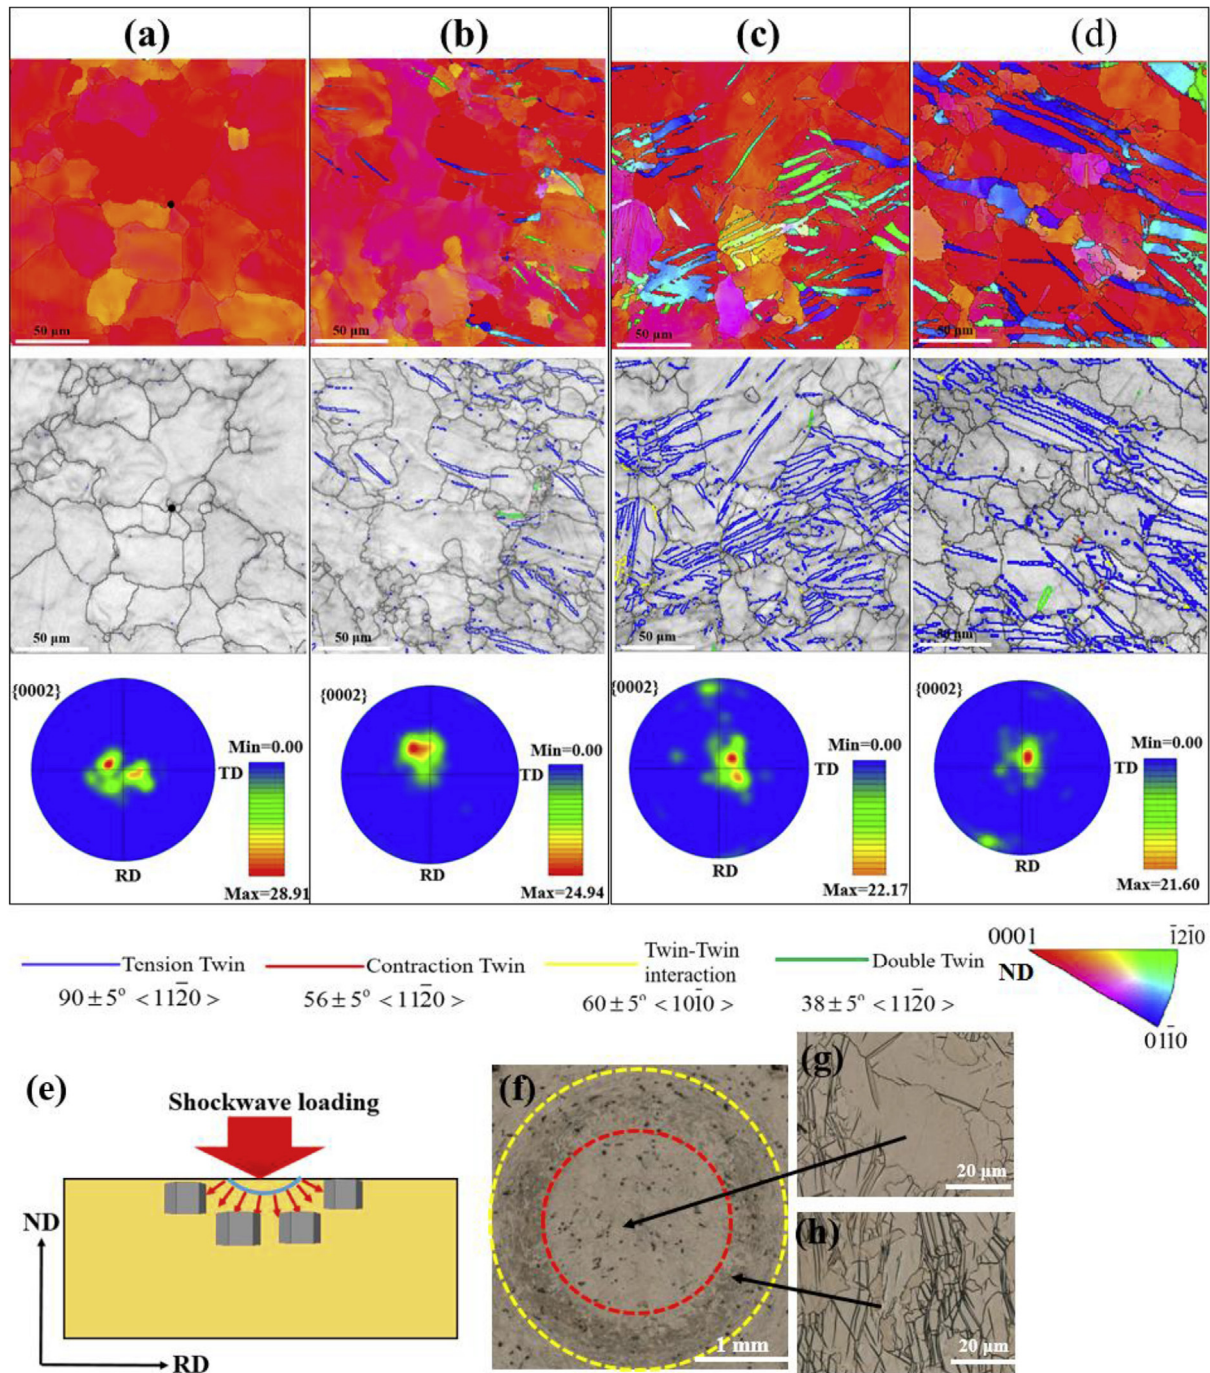 (a)
(b)
(c)
(d)
50 µm
50 µm
50 µm
50 µm
50 µm
50 µm
50 µm
50 µm
{0002}
TD
RD
Min=0.00
Max=28.91
{0002}
TD
RD
Min=0.00
Max=24.94
{0002}
TD
RD
Min=0.00
Max=22.17
{0002}
TD
RD
Min=0.00
Max=21.60
Tension Twin
90 ± 5° < 112̄0 >
Contraction Twin
56 ± 5° < 112̄0 >
Twin-Twin
interaction
60 ± 5° < 101̄0 >
Double Twin
38 ± 5° < 112̄0 >
0001
ND
1̄21̄0
011̄0
(e)
Shockwave loading
ND
RD
(f)
1 mm
(g)
20 µm
(h)
20 µm